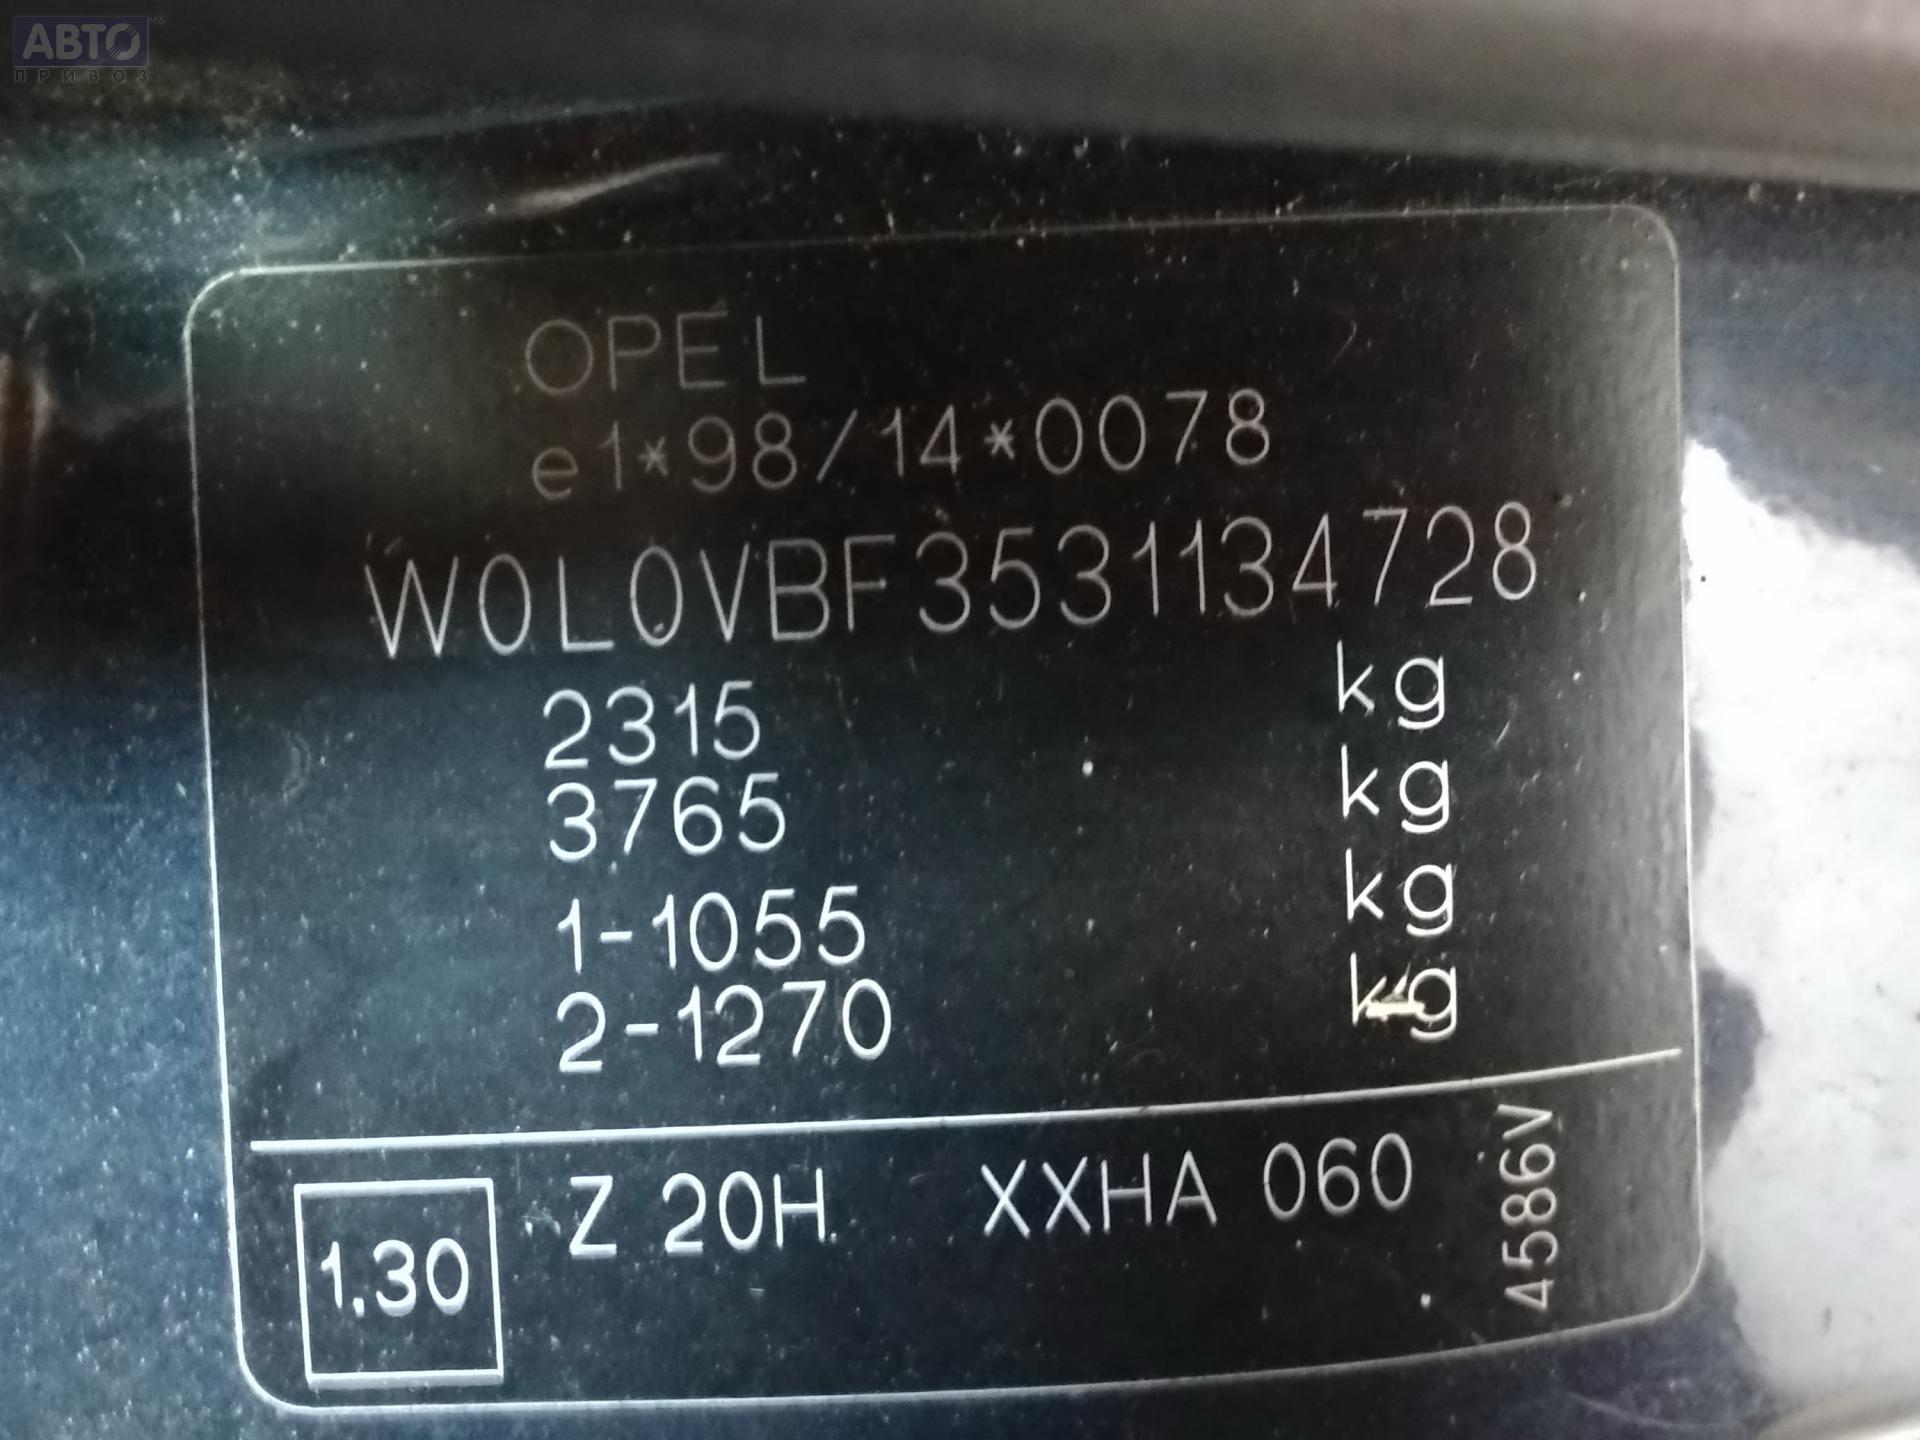 АВТО™
ПРИВОЗ
OPEL
e1*98/14*0078
W0L0VBF3531134728
2315 kg
3765 kg
1-1055 kg
2-1270 kg
1.30 Z 20H XXHA 060
4586V